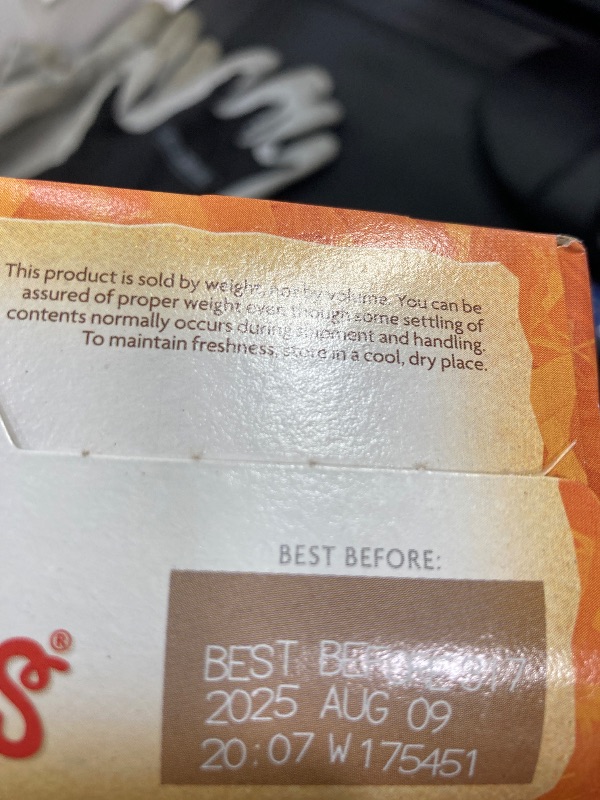 This product is sold by weight, not by volume. You can be
assured of proper weight even though some settling of
contents normally occurs during shipment and handling.
To maintain freshness, store in a cool, dry place.
BEST BEFORE:
s®
BEST
2025 AUG 09
20:07 W175451